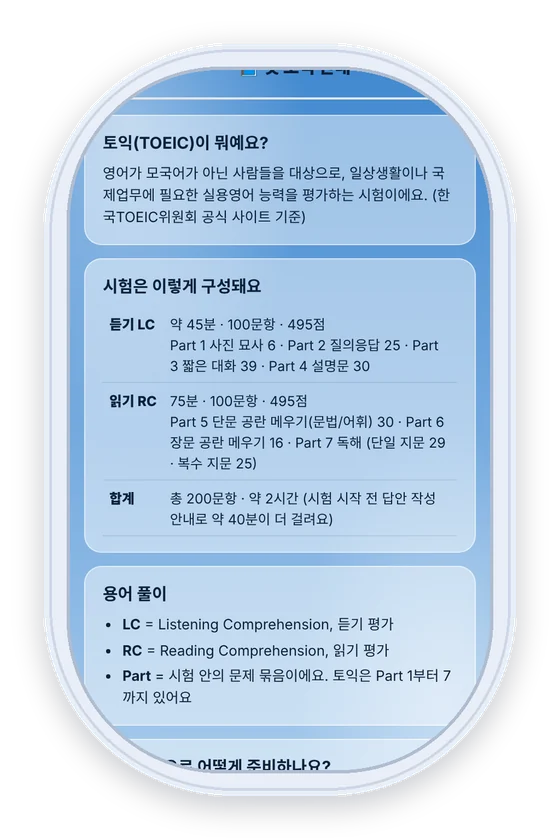 토익(TOEIC)이 뭐예요?
영어가 모국어가 아닌 사람들을 대상으로, 일상생활이나 국
제업무에 필요한 실용영어 능력을 평가하는 시험이에요. (한
국TOEIC위원회 공식 사이트 기준)
시험은 이렇게 구성돼요
듣기 LC 약 45분 · 100문항 · 495점
Part 1 사진 묘사 6 · Part 2 질의응답 25 · Part
3 짧은 대화 39 · Part 4 설명문 30
읽기 RC 75분 · 100문항 · 495점
Part 5 단문 공란 메우기(문법/어휘) 30 · Part 6
장문 공란 메우기 16 · Part 7 독해 (단일 지문 29
· 복수 지문 25)
합계 총 200문항 · 약 2시간 (시험 시작 전 답안 작성
안내로 약 40분이 더 걸려요)
용어 풀이
• LC = Listening Comprehension, 듣기 평가
• RC = Reading Comprehension, 읽기 평가
• Part = 시험 안의 문제 묶음이에요. 토익은 Part 1부터 7
까지 있어요
어떻게 준비하나요?